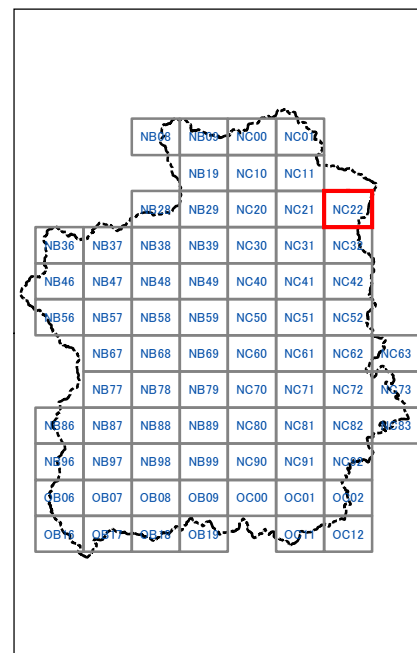 NB08 NB09 NC00 NC01
NB19 NC10 NC11
NB28 NB29 NC20 NC21 NC22
NB36 NB37 NB38 NB39 NC30 NC31 NC32
NB46 NB47 NB48 NB49 NC40 NC41 NC42
NB56 NB57 NB58 NB59 NC50 NC51 NC52
NB67 NB68 NB69 NC60 NC61 NC62 NC63
NB77 NB78 NB79 NC70 NC71 NC72 NC73
NB86 NB87 NB88 NB89 NC80 NC81 NC82 NC83
NB96 NB97 NB98 NB99 NC90 NC91 NC92
OB06 OB07 OB08 OB09 OC00 OC01 OC02
OB16 OB17 OB18 OB19 OC11 OC12